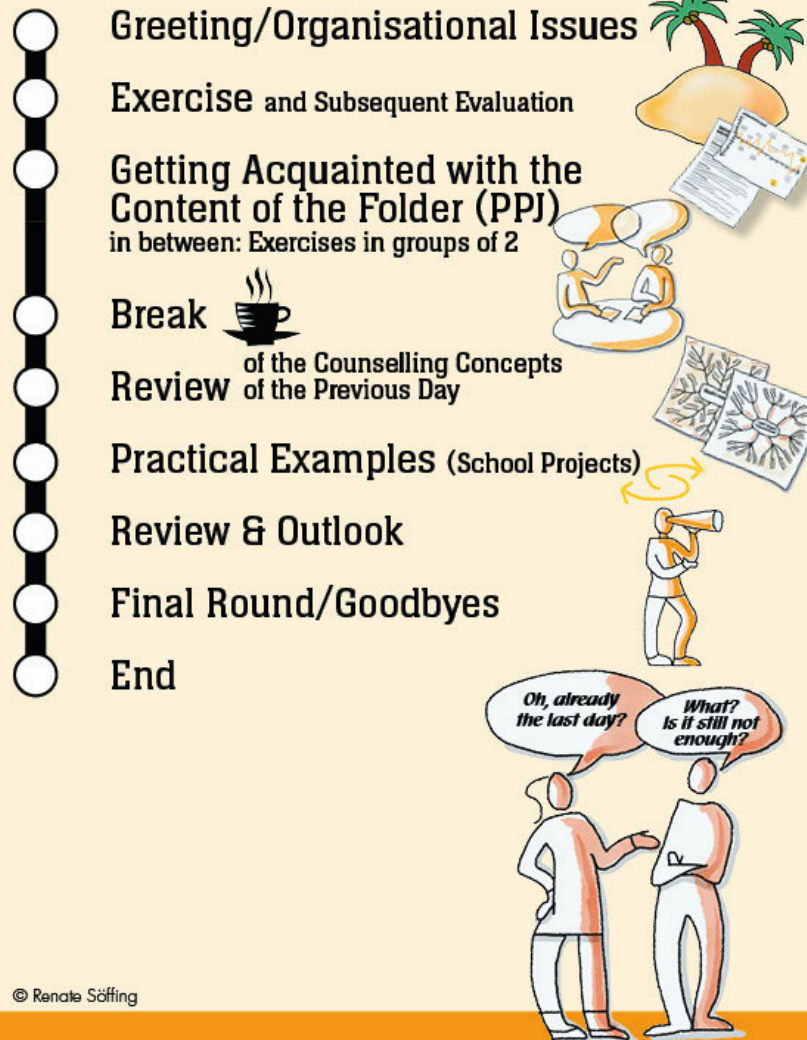 Greeting/Organisational Issues
Exercise and Subsequent Evaluation
Getting Acquainted with the
Content of the Folder (PPJ)
in between: Exercises in groups of 2
Break
Review of the Counselling Concepts
of the Previous Day
Practical Examples (School Projects)
Review & Outlook
Final Round/Goodbyes
End
Oh, already
the last day?
What?
Is it still not
enough?
© Renate Söffing